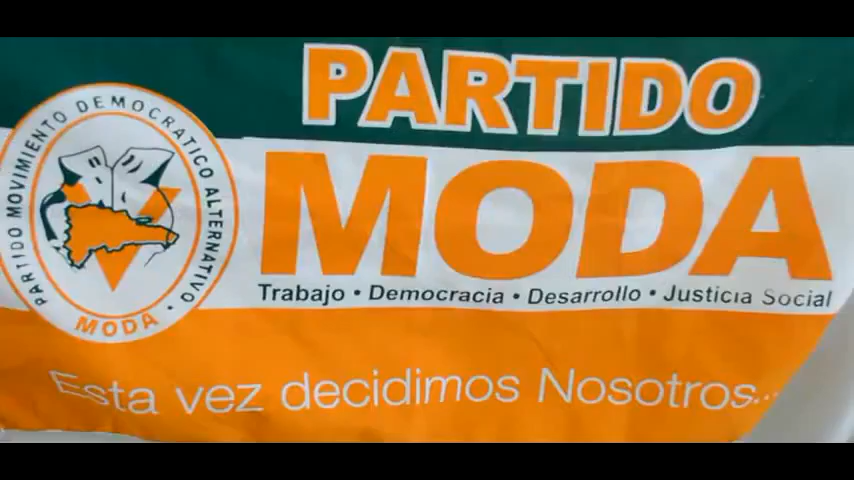 PARTIDO
MODA
Trabajo • Democracia • Desarrollo • Justicia Social
Esta vez decidimos Nosotros...
PARTIDO MOVIMIENTO DEMOCRATICO ALTERNATIVO •
MODA •